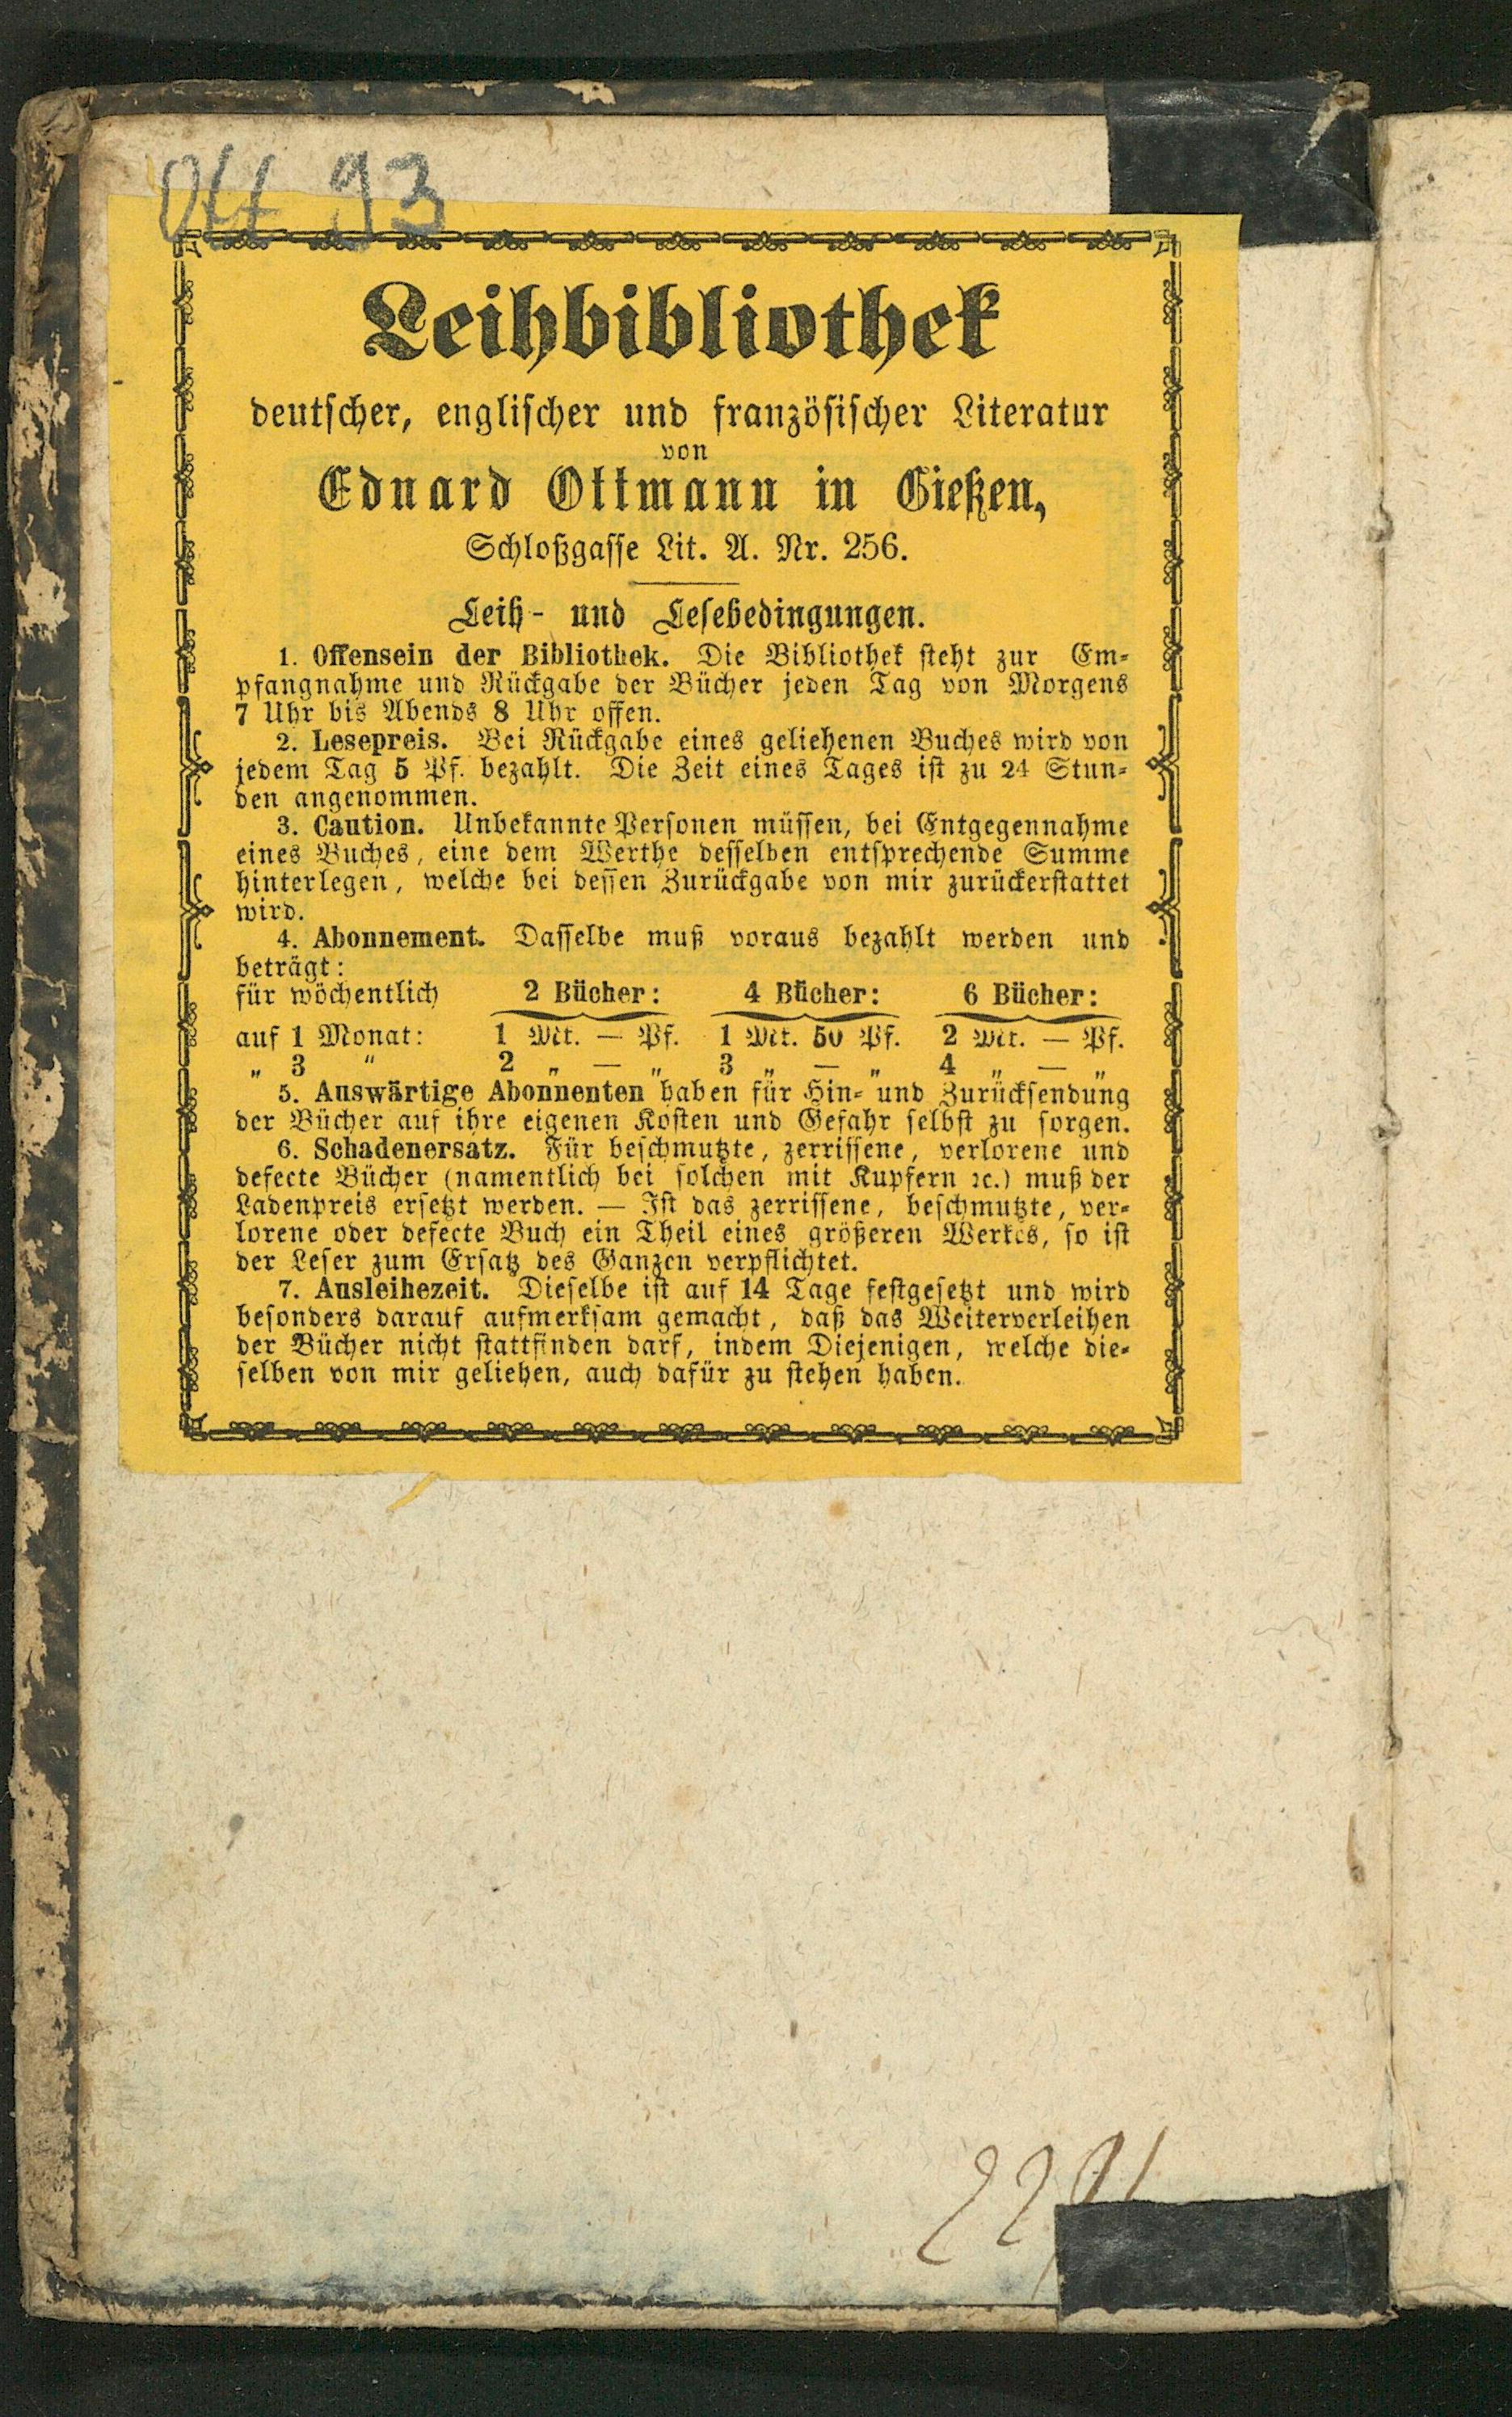 Ott 93
Leihbibliothek
deutscher, englischer und französischer Literatur
von
Eduard Ottmann in Gießen,
Schloßgasse Lit. A. Nr. 256.
Leih- und Lesebedingungen.
1. Offensein der Bibliothek. Die Bibliothek steht zur Em-
pfangnahme und Rückgabe der Bücher jeden Tag von Morgens
7 Uhr bis Abends 8 Uhr offen.
2. Lesepreis. Bei Rückgabe eines geliehenen Buches wird von
jedem Tag 5 Pf. bezahlt. Die Zeit eines Tages ist zu 24 Stun-
den angenommen.
3. Caution. Unbekannte Personen müssen, bei Entgegennahme
eines Buches, eine dem Werthe desselben entsprechende Summe
hinterlegen, welche bei dessen Zurückgabe von mir zurückerstattet
wird.
4. Abonnement. Dasselbe muß voraus bezahlt werden und
beträgt:
für wöchentlich 2 Bücher: 4 Bücher: 6 Bücher:
auf 1 Monat: 1 Mt. — Pf. 1 Mt. 50 Pf. 2 Mt. — Pf.
„ 3 " 2 „ — „ 3 „ — „ 4 „ — „
5. Auswärtige Abonnenten haben für Hin- und Zurücksendung
der Bücher auf ihre eigenen Kosten und Gefahr selbst zu sorgen.
6. Schadenersatz. Für beschmutzte, zerrissene, verlorene und
defecte Bücher (namentlich bei solchen mit Kupfern ꝛc.) muß der
Ladenpreis ersetzt werden. — Ist das zerrissene, beschmutzte, ver-
lorene oder defecte Buch ein Theil eines größeren Werkes, so ist
der Leser zum Ersatz des Ganzen verpflichtet.
7. Ausleihezeit. Dieselbe ist auf 14 Tage festgesetzt und wird
besonders darauf aufmerksam gemacht, daß das Weiterverleihen
der Bücher nicht stattfinden darf, indem Diejenigen, welche die-
selben von mir geliehen, auch dafür zu stehen haben.